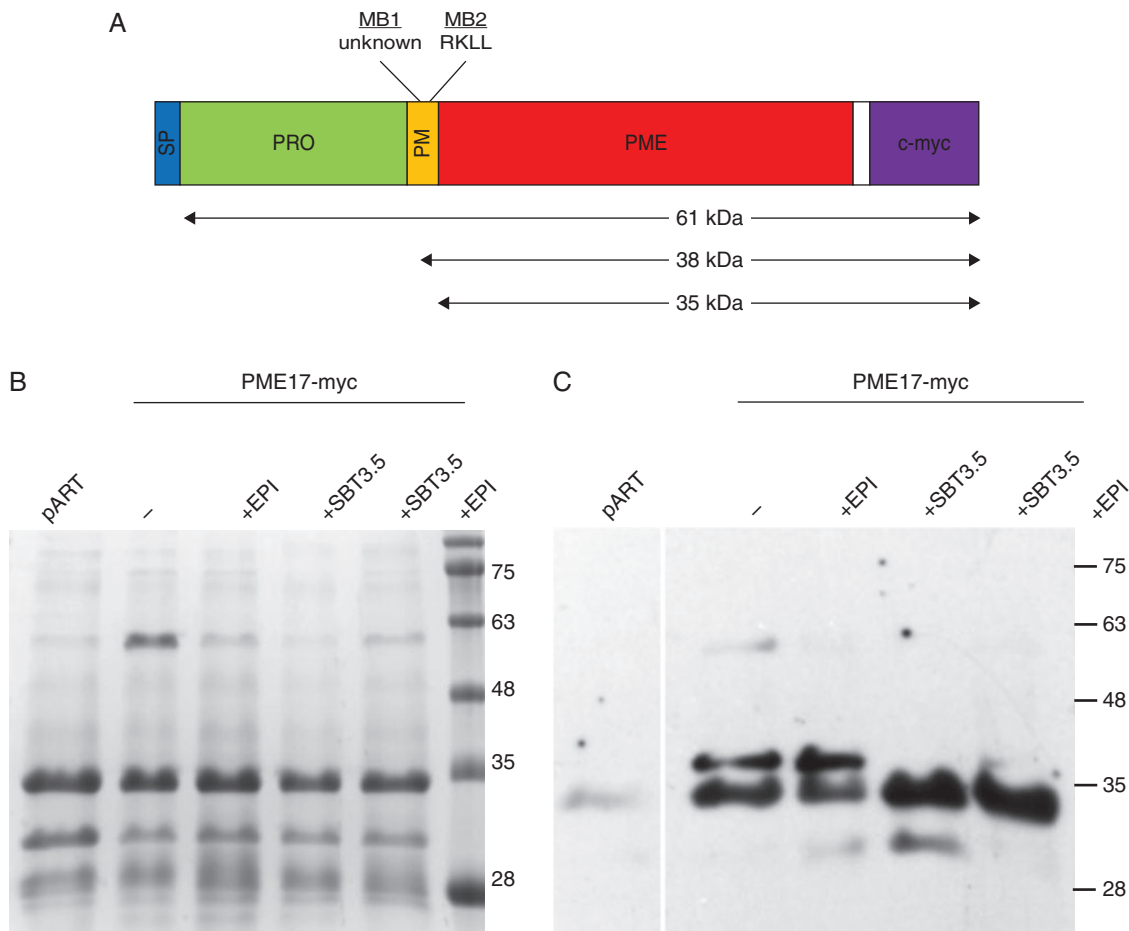 A
MB1
unknown
MB2
RKLL
SP
PRO
PM
PME
c-myc
61 kDa
38 kDa
35 kDa
B
PME17-myc
pART
–
+EPI
+SBT3.5
+SBT3.5
+EPI
75
63
48
35
28
C
PME17-myc
pART
–
+EPI
+SBT3.5
+SBT3.5
+EPI
75
63
48
35
28